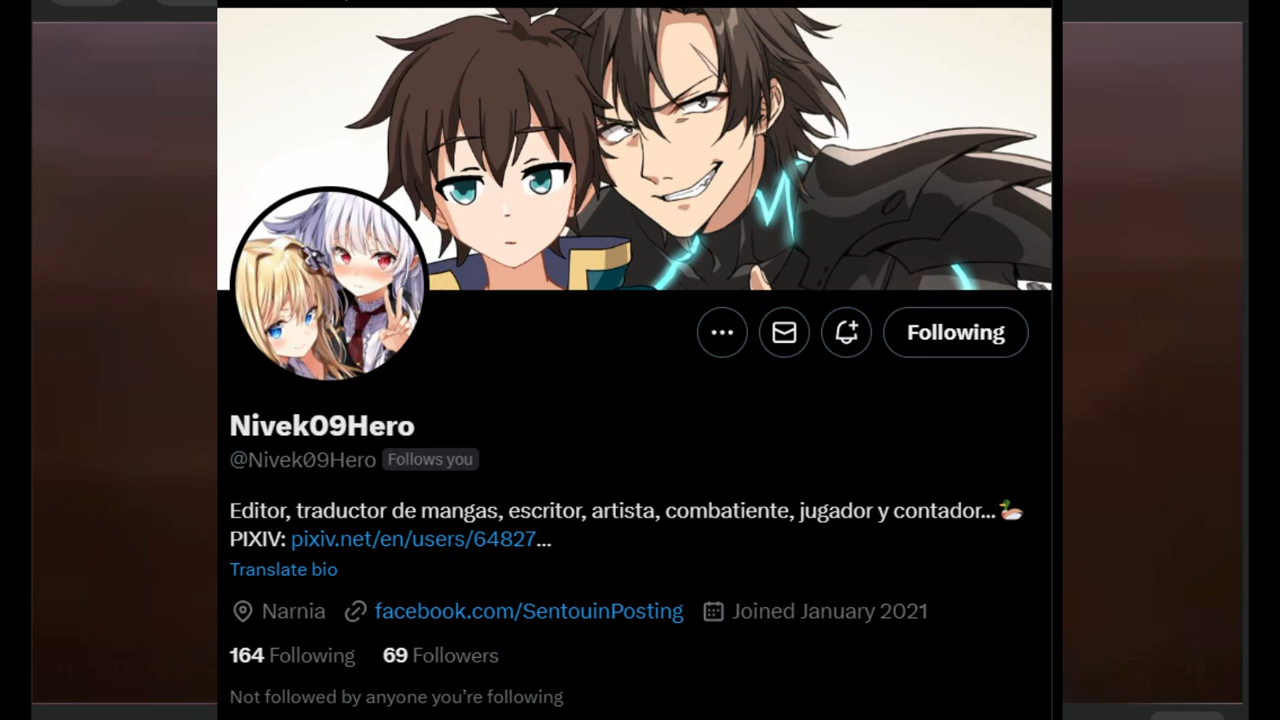 Following
Nivek09Hero
@Nivek09Hero Follows you
Editor, traductor de mangas, escritor, artista, combatiente, jugador y contador...🦆
PIXIV: pixiv.net/en/users/64827...
Translate bio
Narnia facebook.com/SentouinPosting Joined January 2021
164 Following 69 Followers
Not followed by anyone you're following